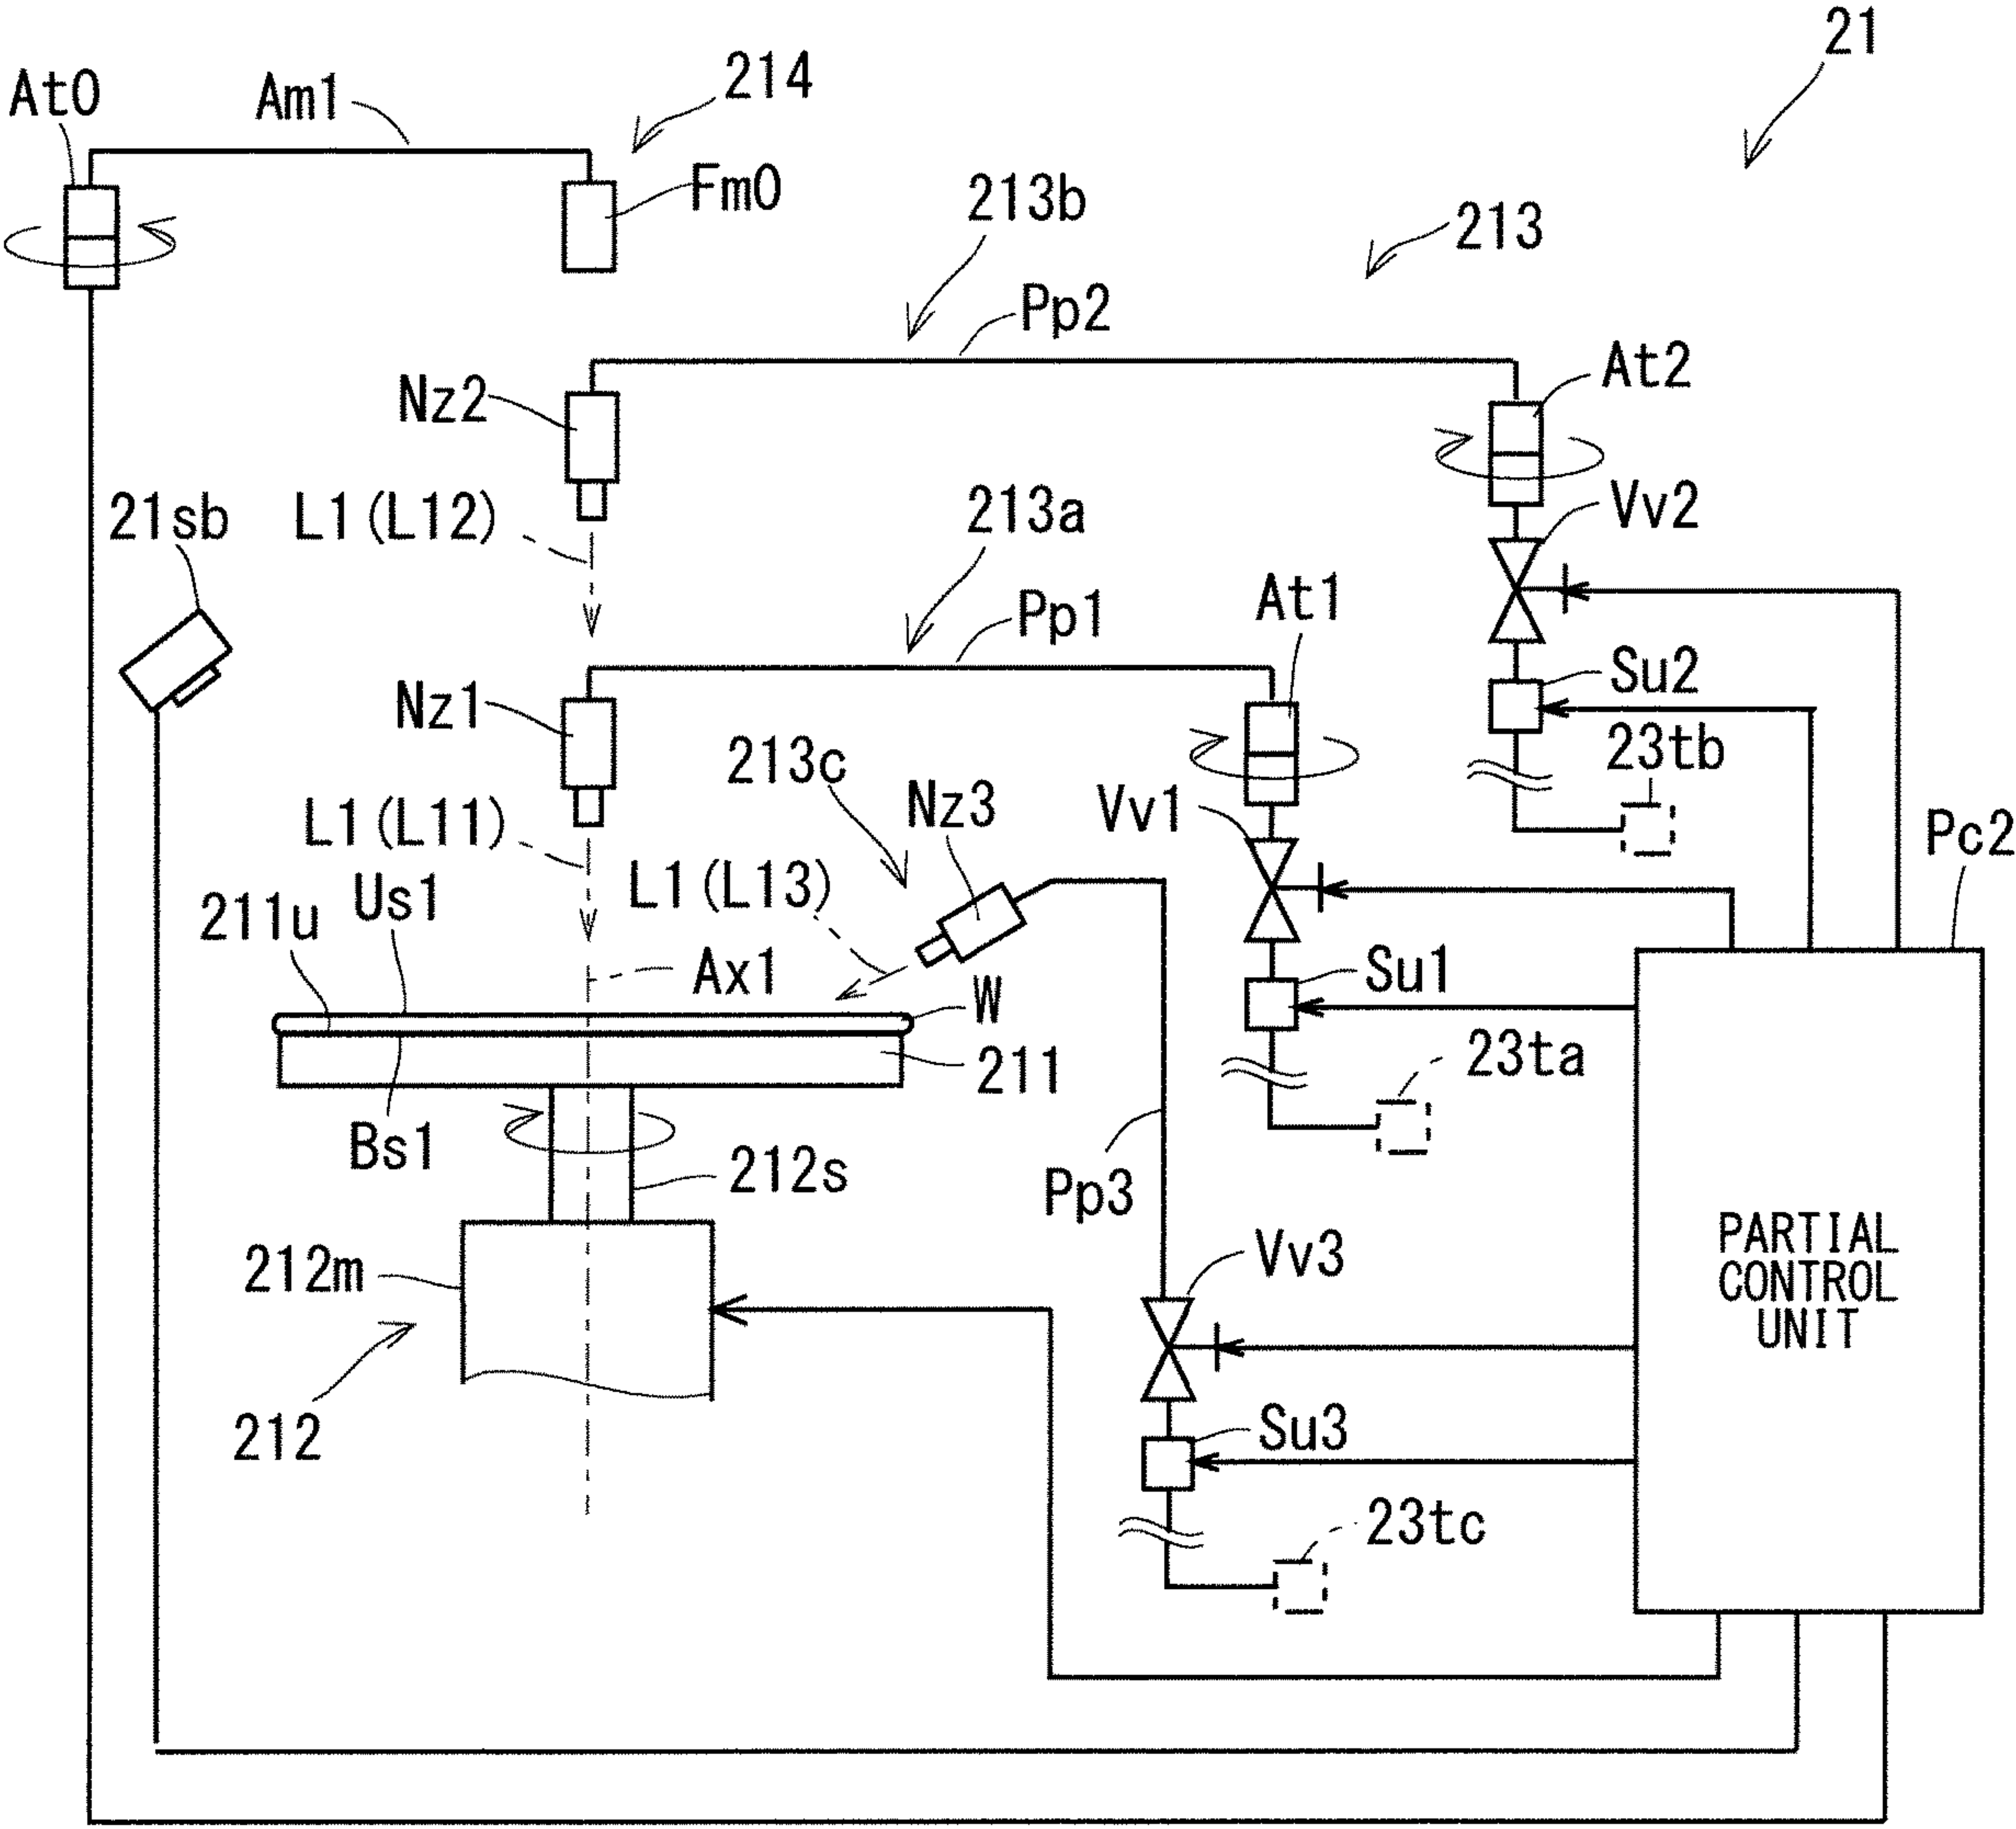 21
At0
Am1
214
Fm0
213b
213
Pp2
At2
Nz2
Vv2
21sb
L1(L12)
213a
At1
Pp1
Su2
Nz1
23tb
213c
Nz3
Vv1
L1(L11)
Pc2
L1(L13)
Us1
211u
Ax1
W
Su1
211
23ta
Bs1
212s
Pp3
PARTIAL
CONTROL
UNIT
212m
Vv3
212
Su3
23tc